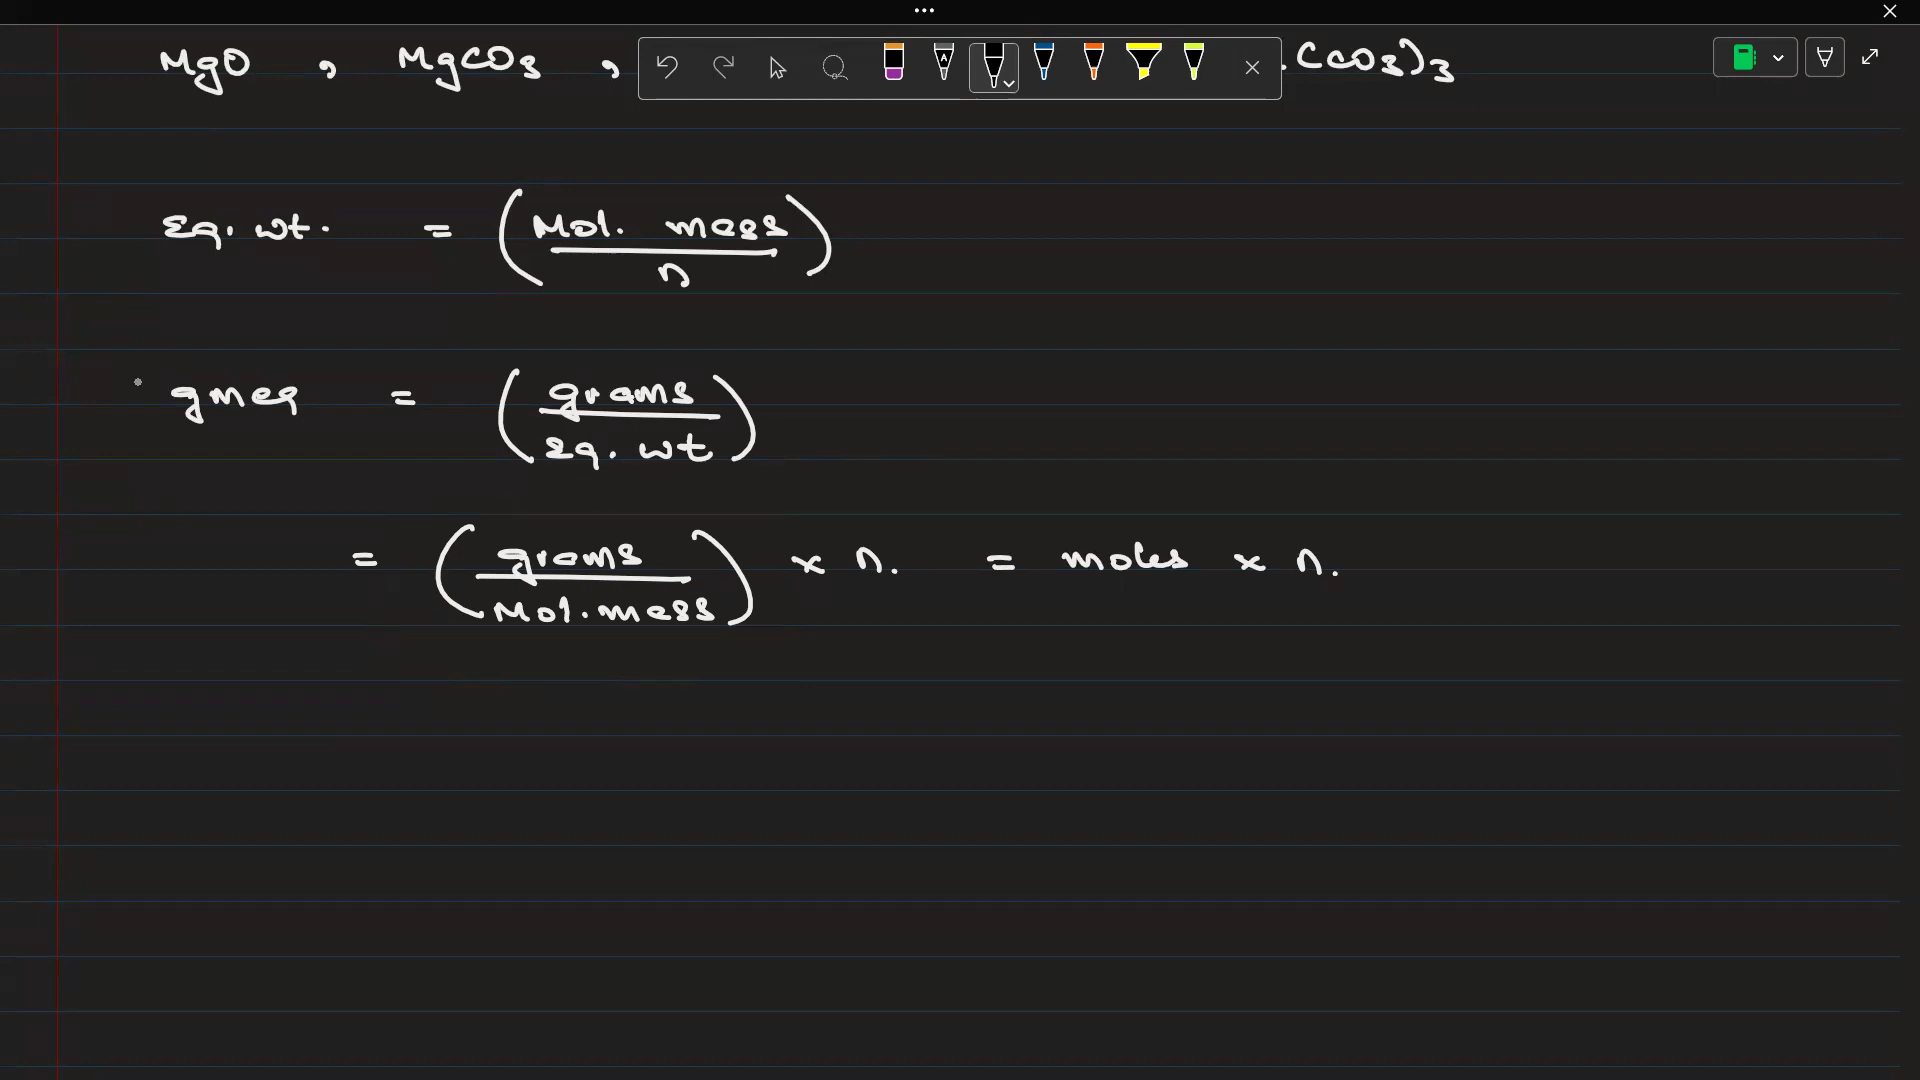 MgO , MgCO3 , .(CO3)3
Eq. wt. = (Mol. mass / n)
gmeq = (grams / Eq. wt)
= (grams / Mol. mass) x n. = moles x n.